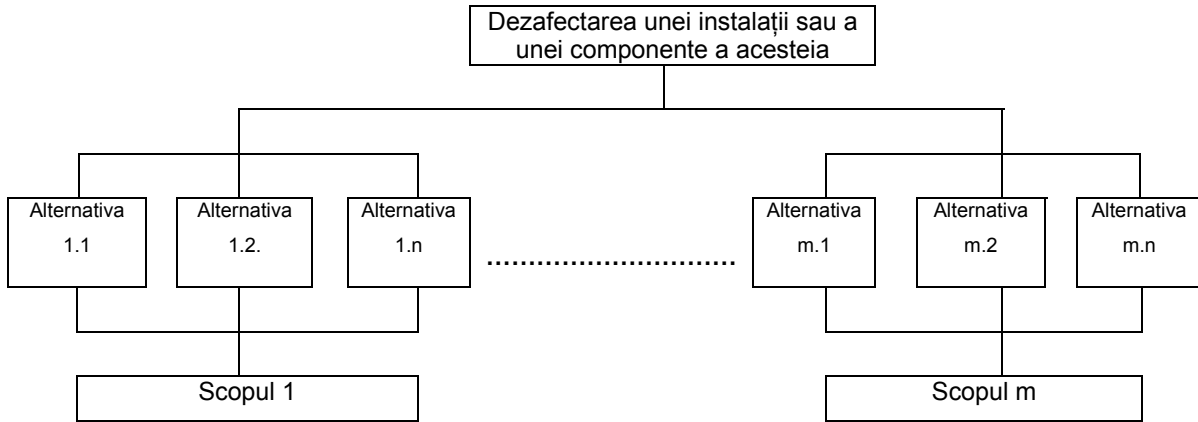 Dezafectarea unei instalații sau a
unei componente a acesteia
Alternativa
1.1
Alternativa
1.2.
Alternativa
1.n
..............................
Alternativa
m.1
Alternativa
m.2
Alternativa
m.n
Scopul 1
Scopul m